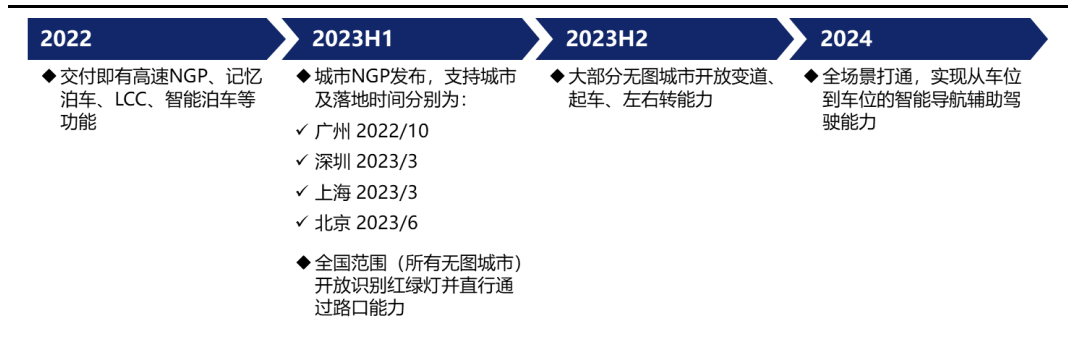 2022
◆交付即有高速NGP、记忆
泊车、LCC、智能泊车等
功能
2023H1
◆城市NGP发布，支持城市
及落地时间分别为：
✓ 广州 2022/10
✓ 深圳 2023/3
✓ 上海 2023/3
✓ 北京 2023/6
◆全国范围（所有无图城市）
开放识别红绿灯并直行通
过路口能力
2023H2
◆大部分无图城市开放变道、
起车、左右转能力
2024
◆全场景打通，实现从车位
到车位的智能导航辅助驾
驶能力